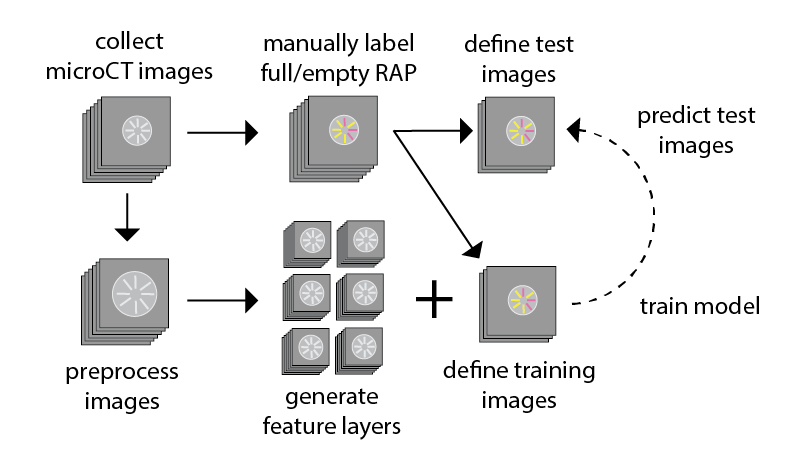 collect
microCT images
manually label
full/empty RAP
define test
images
predict test
images
train model
preprocess
images
generate
feature layers
+
define training
images